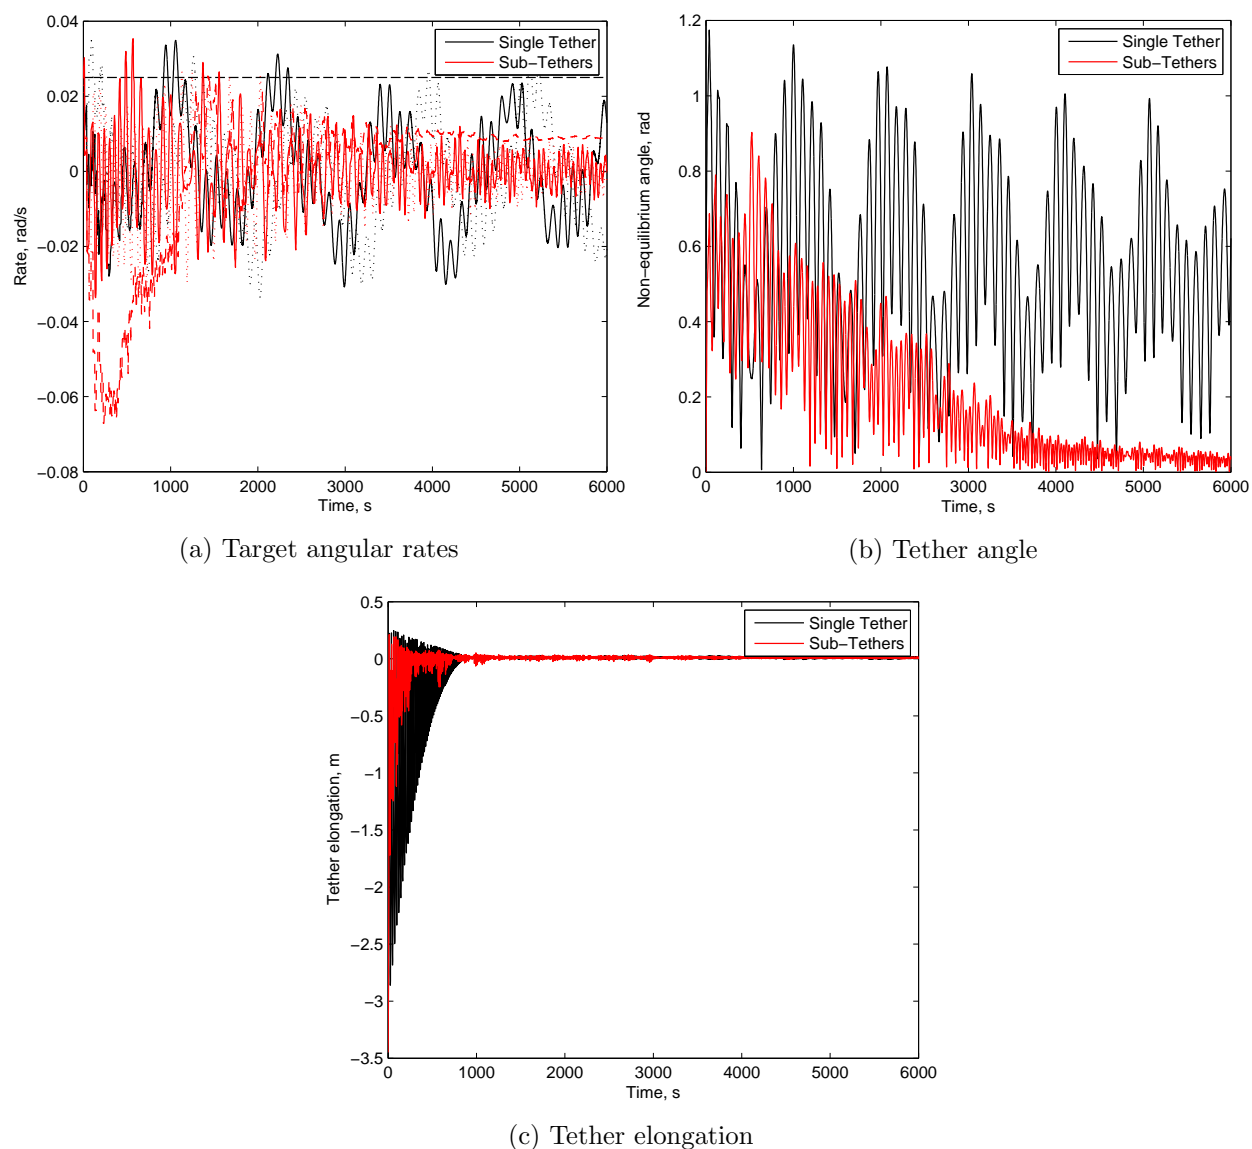 0.04
0.02
0
−0.02
−0.04
−0.06
−0.08
Rate, rad/s
Single Tether
Sub−Tethers
0 1000 2000 3000 4000 5000 6000
Time, s
(a) Target angular rates
1.2
1
0.8
0.6
0.4
0.2
0
Non−equilibrium angle, rad
Single Tether
Sub−Tethers
0 1000 2000 3000 4000 5000 6000
Time, s
(b) Tether angle
0.5
0
−0.5
−1
−1.5
−2
−2.5
−3
−3.5
Tether elongation, m
Single Tether
Sub−Tethers
0 1000 2000 3000 4000 5000 6000
Time, s
(c) Tether elongation